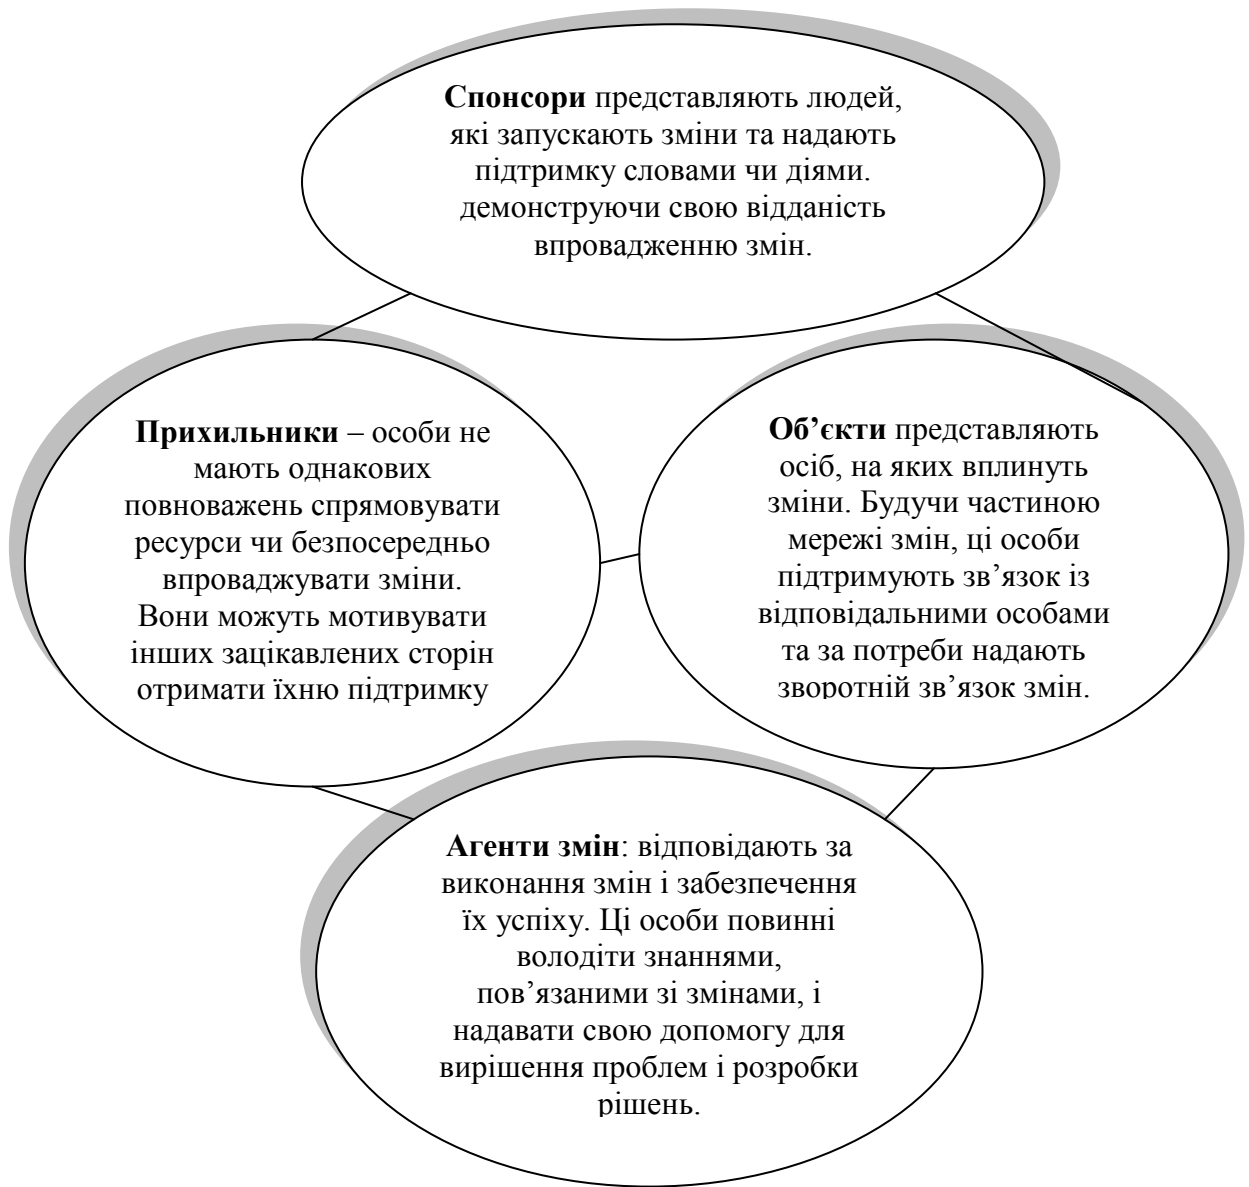 Спонсори представляють людей,
які запускають зміни та надають
підтримку словами чи діями.
демонструючи свою відданість
впровадженню змін.
Прихильники – особи не
мають однакових
повноважень спрямовувати
ресурси чи безпосередньо
впроваджувати зміни.
Вони можуть мотивувати
інших зацікавлених сторін
отримати їхню підтримку
Об’єкти представляють
осіб, на яких вплинуть
зміни. Будучи частиною
мережі змін, ці особи
підтримують зв’язок із
відповідальними особами
та за потреби надають
зворотній зв’язок змін.
Агенти змін: відповідають за
виконання змін і забезпечення
їх успіху. Ці особи повинні
володіти знаннями,
пов’язаними зі змінами, і
надавати свою допомогу для
вирішення проблем і розробки
рішень.